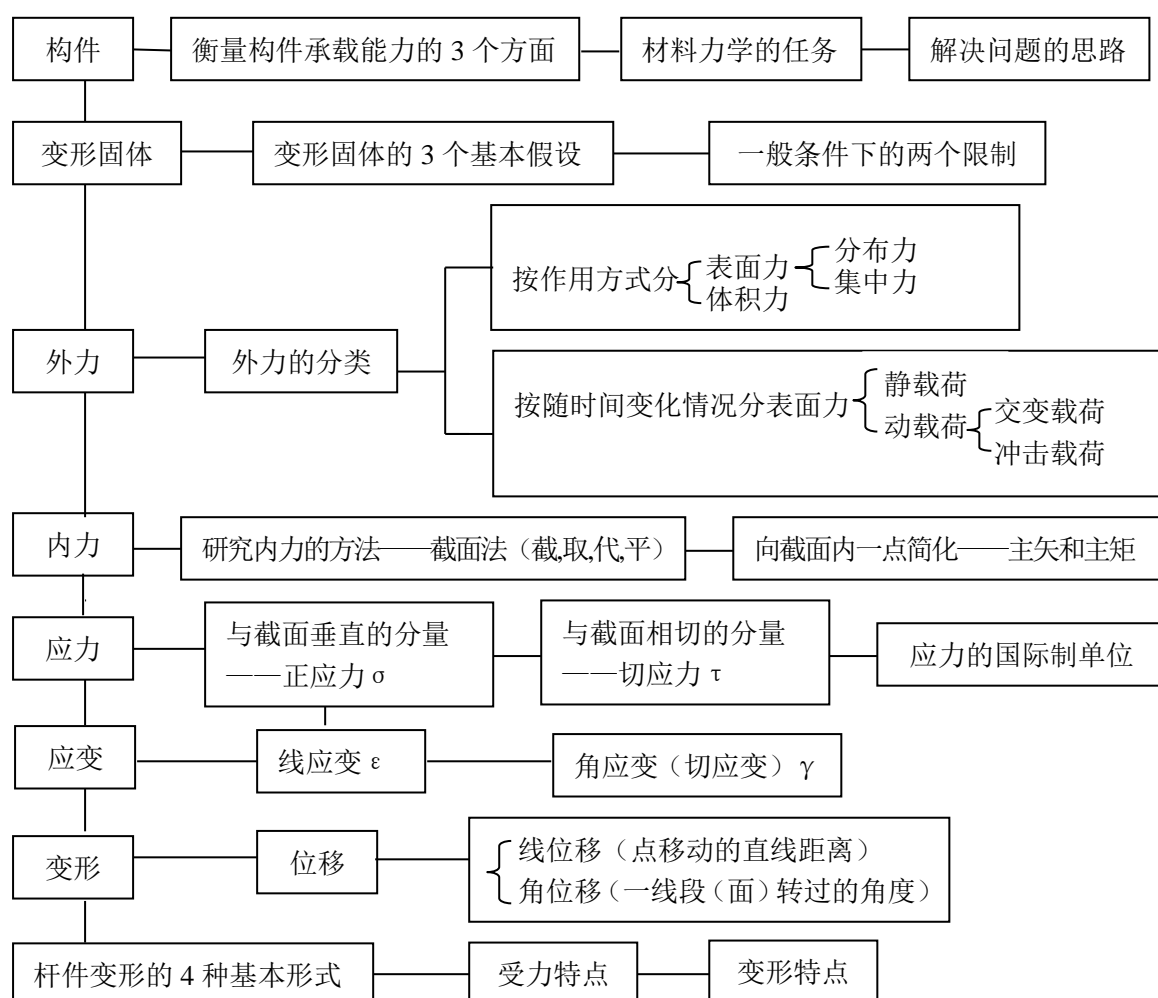 构件
衡量构件承载能力的 3 个方面
材料力学的任务
解决问题的思路
变形固体
变形固体的 3 个基本假设
一般条件下的两个限制
外力
外力的分类
按作用方式分
表面力
体积力
分布力
集中力
按随时间变化情况分表面力
静载荷
动载荷
交变载荷
冲击载荷
内力
研究内力的方法——截面法（截,取,代,平）
向截面内一点简化——主矢和主矩
应力
与截面垂直的分量
——正应力 σ
与截面相切的分量
——切应力 τ
应力的国际制单位
应变
线应变 ε
角应变（切应变）γ
变形
位移
线位移（点移动的直线距离）
角位移（一线段（面）转过的角度）
杆件变形的 4 种基本形式
受力特点
变形特点